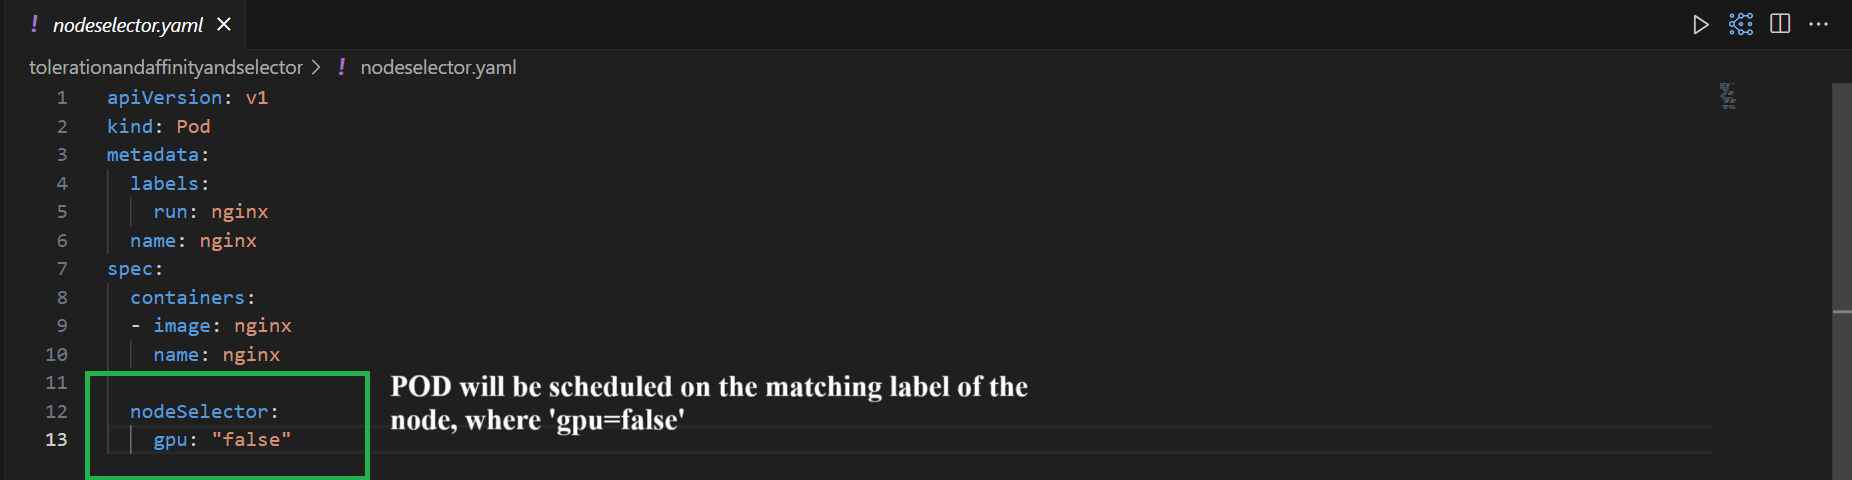 ! nodeselector.yaml ×
tolerationandaffinityandselector > ! nodeselector.yaml
1 apiVersion: v1
2 kind: Pod
3 metadata:
4   labels:
5     run: nginx
6   name: nginx
7 spec:
8   containers:
9   - image: nginx
10     name: nginx
11
12   nodeSelector:
13     gpu: "false"
POD will be scheduled on the matching label of the
node, where 'gpu=false'